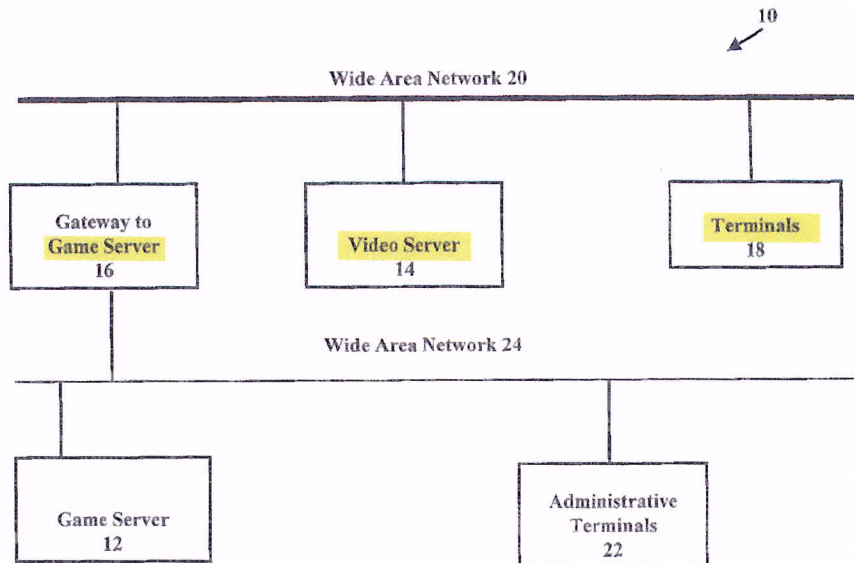 10
Wide Area Network 20
Gateway to
Game Server
16
Video Server
14
Terminals
18
Wide Area Network 24
Game Server
12
Administrative
Terminals
22